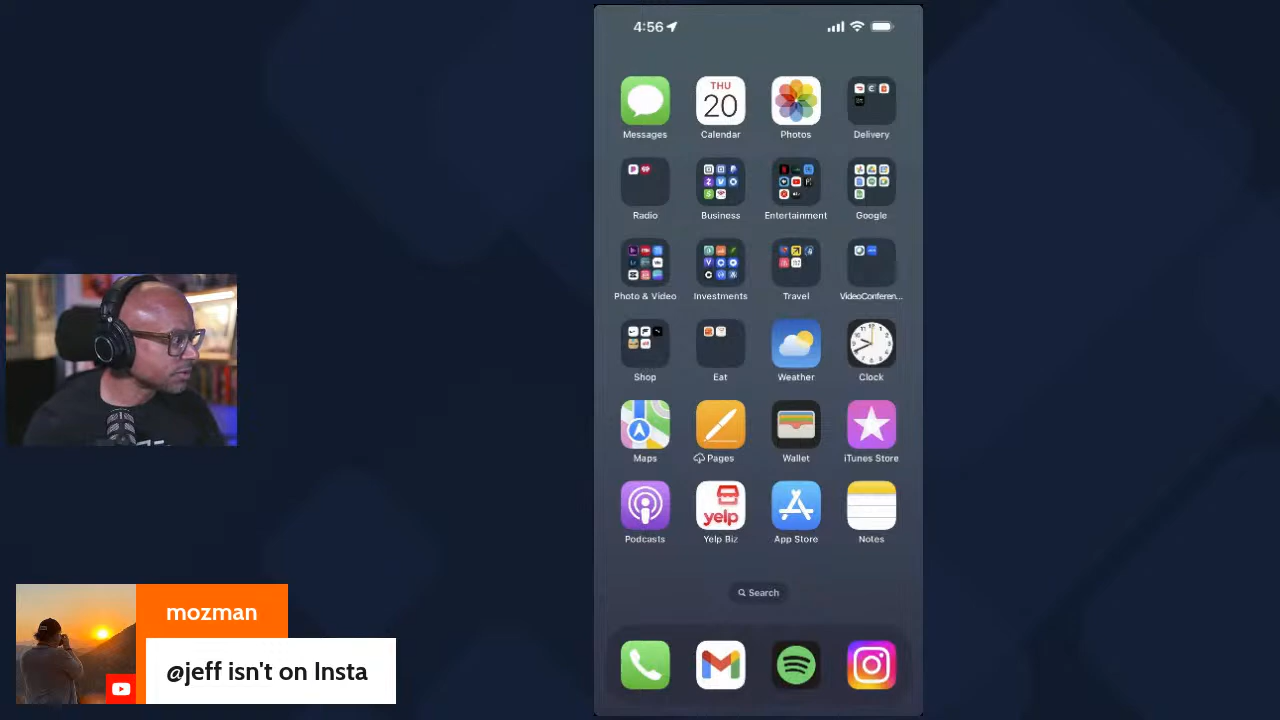 4:56
Messages
THU
20
Calendar
Photos
Delivery
Radio
Business
Entertainment
Google
Photo & Video
Investments
Travel
VideoConferen...
Shop
Eat
Weather
Clock
Maps
Pages
Wallet
iTunes Store
yelp
Podcasts
Yelp Biz
App Store
Notes
Search
mozman
@jeff isn't on Insta